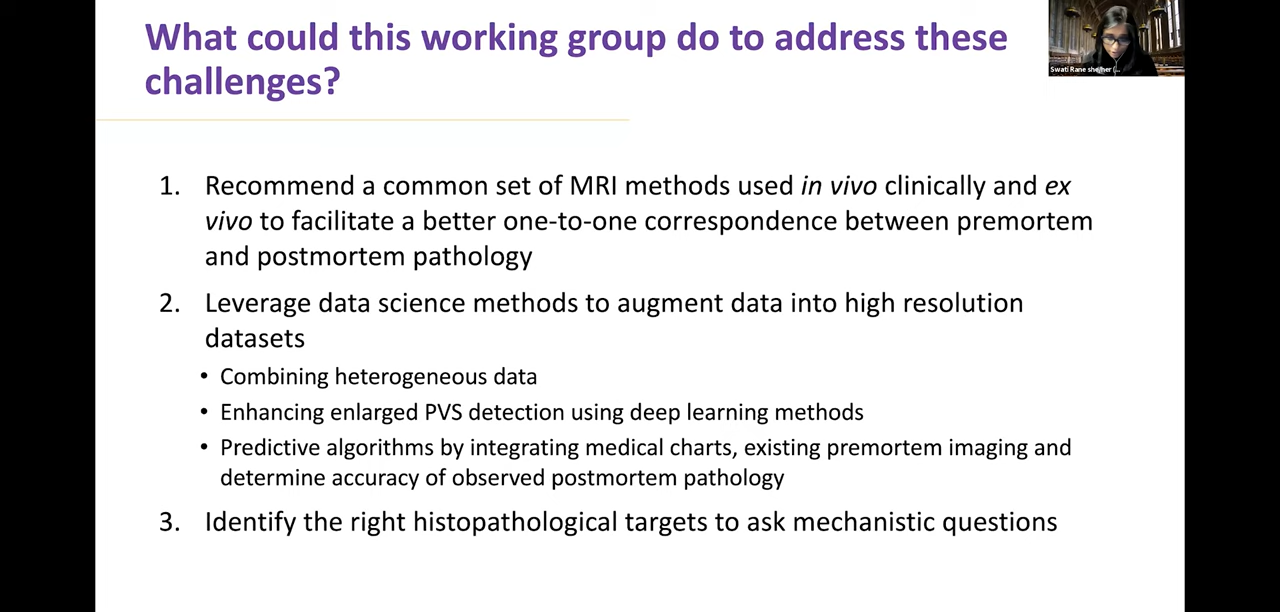 What could this working group do to address these
challenges?
Swati Rane she/her (...
1. Recommend a common set of MRI methods used in vivo clinically and ex
vivo to facilitate a better one-to-one correspondence between premortem
and postmortem pathology
2. Leverage data science methods to augment data into high resolution
datasets
• Combining heterogeneous data
• Enhancing enlarged PVS detection using deep learning methods
• Predictive algorithms by integrating medical charts, existing premortem imaging and
determine accuracy of observed postmortem pathology
3. Identify the right histopathological targets to ask mechanistic questions